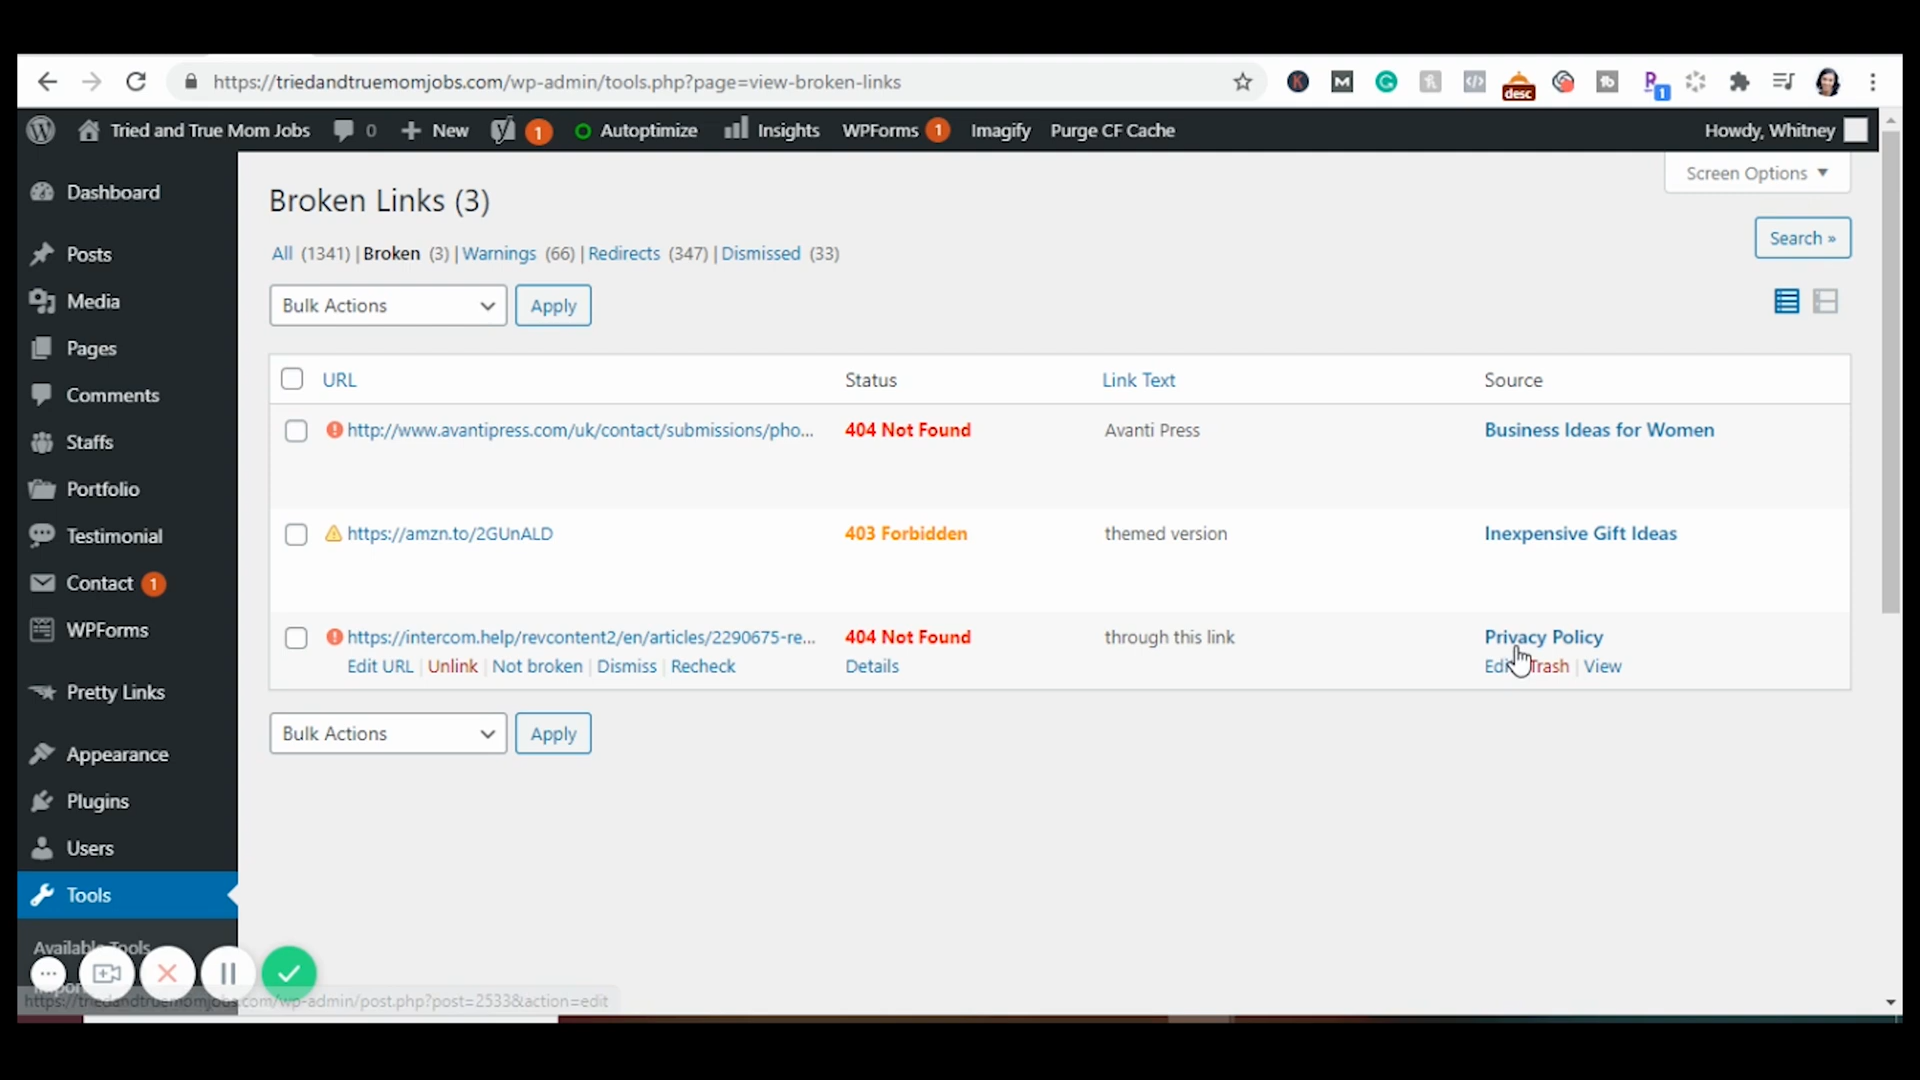 https://triedandtruemomjobs.com/wp-admin/tools.php?page=view-broken-links
desc
1
Tried and True Mom Jobs 0 New 1 Autoptimize Insights WPForms 1 Imagify Purge CF Cache Howdy, Whitney
Screen Options
Dashboard
Posts
Media
Pages
Comments
Staffs
Portfolio
Testimonial
Contact 1
WPForms
Pretty Links
Appearance
Plugins
Users
Tools
Available Tools
Broken Links (3)
Search »
All (1341) | Broken (3) | Warnings (66) | Redirects (347) | Dismissed (33)
Bulk Actions Apply
URL Status Link Text Source
http://www.avantipress.com/uk/contact/submissions/pho... 404 Not Found Avanti Press Business Ideas for Women
https://amzn.to/2GUnALD 403 Forbidden themed version Inexpensive Gift Ideas
https://intercom.help/revcontent2/en/articles/2290675-re... 404 Not Found through this link Privacy Policy
Edit URL | Unlink | Not broken | Dismiss | Recheck Details Edit | Trash | View
Bulk Actions Apply
https://triedandtruemomjobs.com/wp-admin/post.php?post=2533&action=edit